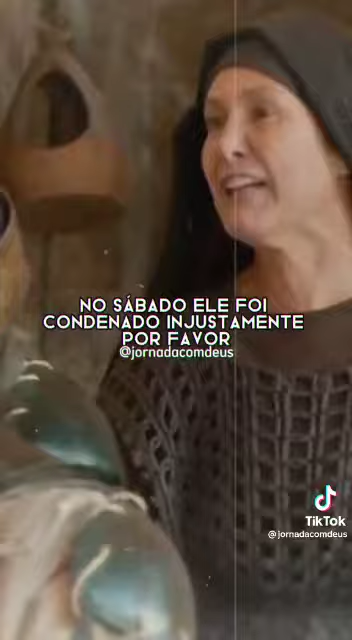 NO SÁBADO ELE FOI
CONDENADO INJUSTAMENTE
POR FAVOR
@jornadacomdeus
TikTok
@jornadacomdeus